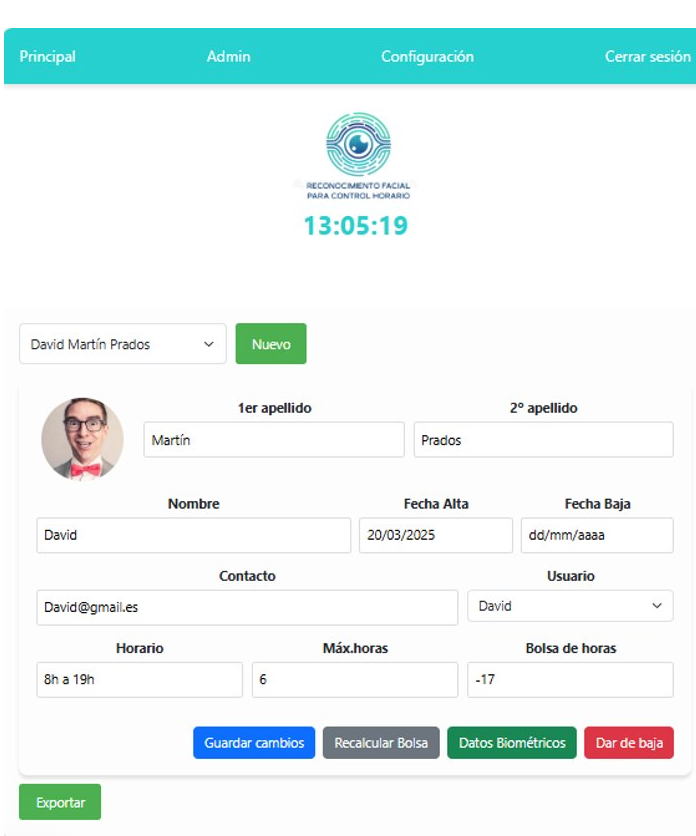 Principal Admin Configuración Cerrar sesión
RECONOCIMENTO FACIAL
PARA CONTROL HORARIO
13:05:19
David Martín Prados Nuevo
1er apellido 2º apellido
Martín Prados
Nombre Fecha Alta Fecha Baja
David 20/03/2025 dd/mm/aaaa
Contacto Usuario
David@gmail.es David
Horario Máx.horas Bolsa de horas
8h a 19h 6 -17
Guardar cambios Recalcular Bolsa Datos Biométricos Dar de baja
Exportar